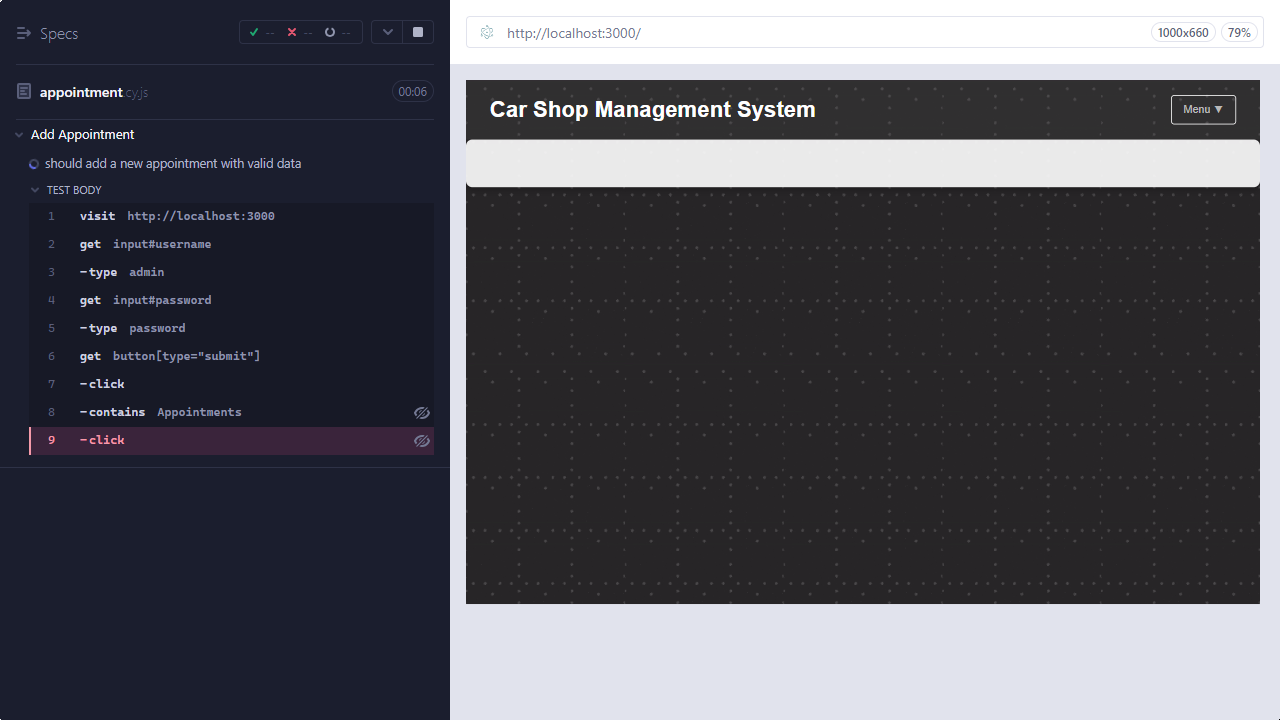 Specs
-- -- --
appointment.cy.js
00:06
Add Appointment
should add a new appointment with valid data
TEST BODY
1 visit http://localhost:3000
2 get input#username
3 -type admin
4 get input#password
5 -type password
6 get button[type="submit"]
7 -click
8 -contains Appointments
9 -click
http://localhost:3000/
1000x660
79%
Car Shop Management System
Menu ▼